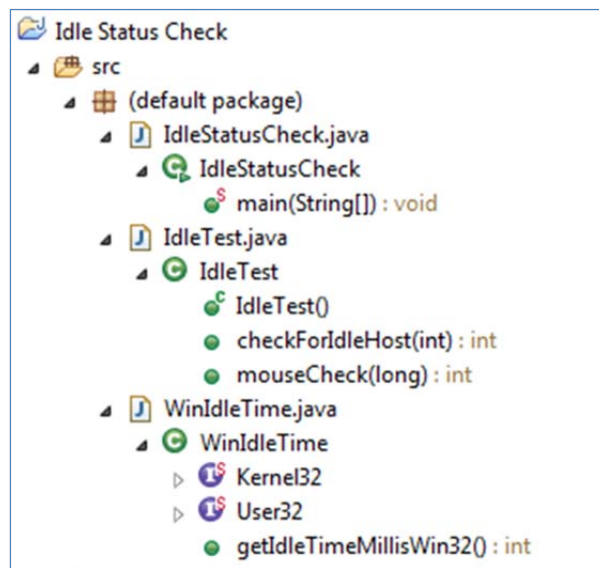 Idle Status Check
src
(default package)
J IdleStatusCheck.java
C IdleStatusCheck
S main(String[]) : void
J IdleTest.java
C IdleTest
C IdleTest()
checkForIdleHost(int) : int
mouseCheck(long) : int
J WinIdleTime.java
C WinIdleTime
I S Kernel32
I S User32
getIdleTimeMillisWin32() : int